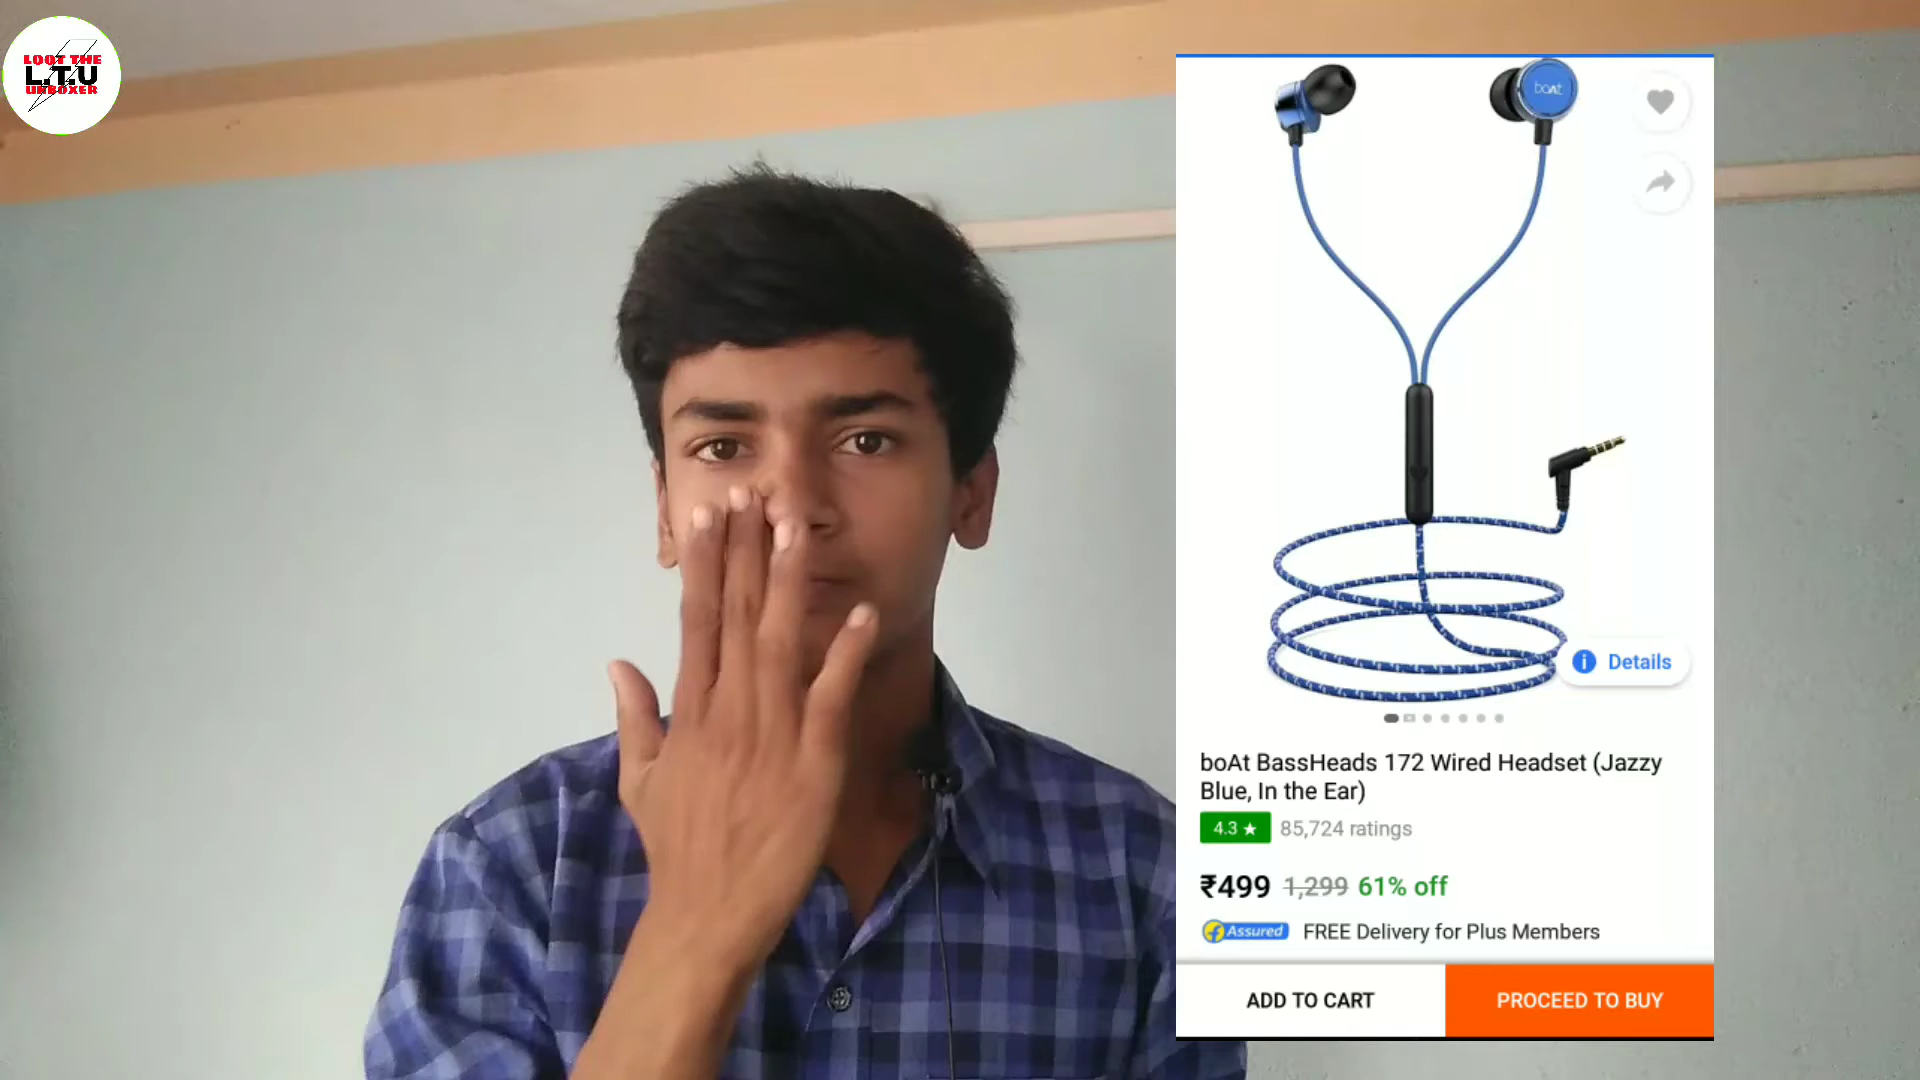 LOOT THE
L.T.U
UNBOXER
boAt
Details
boAt BassHeads 172 Wired Headset (Jazzy
Blue, In the Ear)
4.3★ 85,724 ratings
₹499 1,299 61% off
Assured FREE Delivery for Plus Members
ADD TO CART PROCEED TO BUY